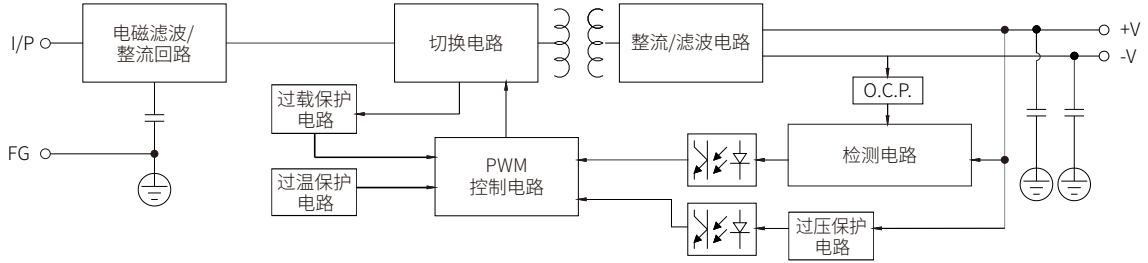 I/P
电磁滤波/
整流回路
切换电路
整流/滤波电路
+V
-V
过载保护
电路
O.C.P.
FG
PWM
控制电路
检测电路
过温保护
电路
过压保护
电路